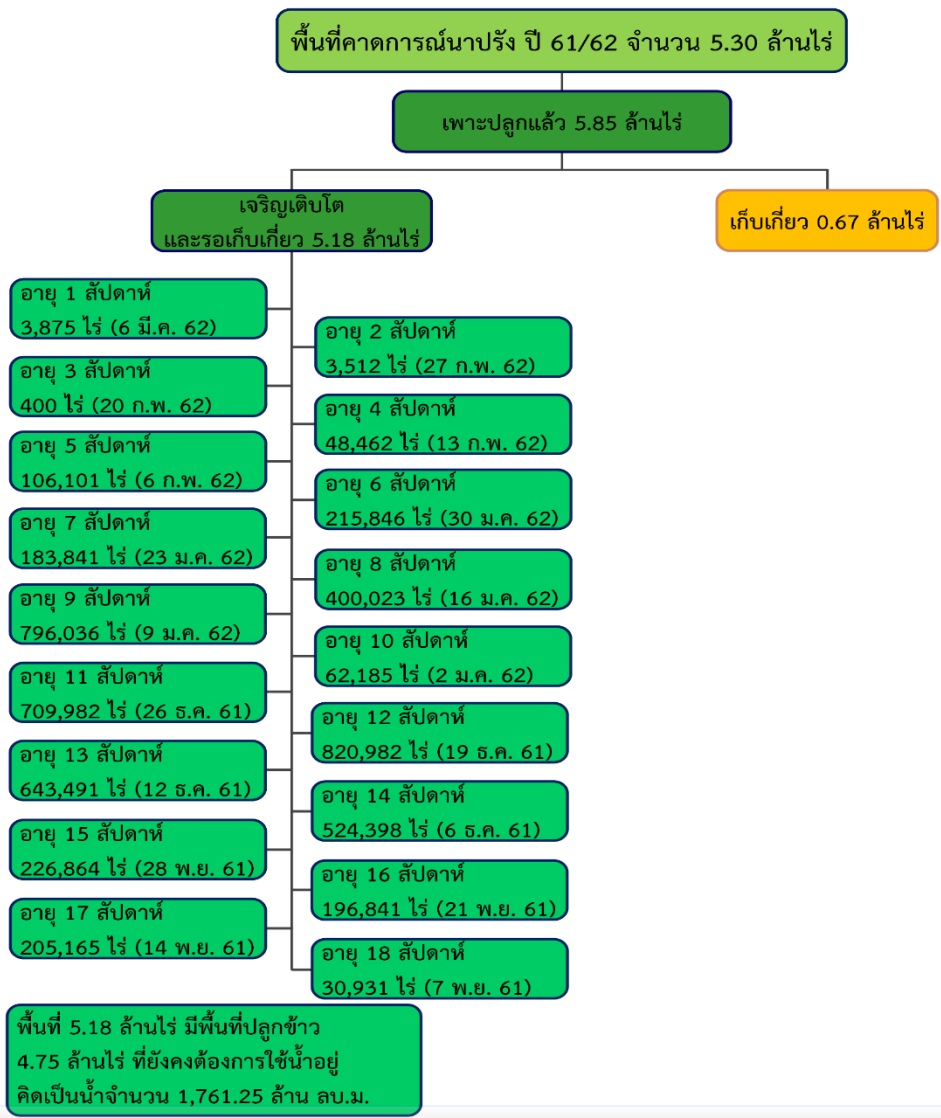 พื้นที่คาดการณ์นาปรัง ปี 61/62 จำนวน 5.30 ล้านไร่
เพาะปลูกแล้ว 5.85 ล้านไร่
เจริญเติบโต
และรอเก็บเกี่ยว 5.18 ล้านไร่
เก็บเกี่ยว 0.67 ล้านไร่
อายุ 1 สัปดาห์
3,875 ไร่ (6 มี.ค. 62)
อายุ 2 สัปดาห์
3,512 ไร่ (27 ก.พ. 62)
อายุ 3 สัปดาห์
400 ไร่ (20 ก.พ. 62)
อายุ 4 สัปดาห์
48,462 ไร่ (13 ก.พ. 62)
อายุ 5 สัปดาห์
106,101 ไร่ (6 ก.พ. 62)
อายุ 6 สัปดาห์
215,846 ไร่ (30 ม.ค. 62)
อายุ 7 สัปดาห์
183,841 ไร่ (23 ม.ค. 62)
อายุ 8 สัปดาห์
400,023 ไร่ (16 ม.ค. 62)
อายุ 9 สัปดาห์
796,036 ไร่ (9 ม.ค. 62)
อายุ 10 สัปดาห์
62,185 ไร่ (2 ม.ค. 62)
อายุ 11 สัปดาห์
709,982 ไร่ (26 ธ.ค. 61)
อายุ 12 สัปดาห์
820,982 ไร่ (19 ธ.ค. 61)
อายุ 13 สัปดาห์
643,491 ไร่ (12 ธ.ค. 61)
อายุ 14 สัปดาห์
524,398 ไร่ (6 ธ.ค. 61)
อายุ 15 สัปดาห์
226,864 ไร่ (28 พ.ย. 61)
อายุ 16 สัปดาห์
196,841 ไร่ (21 พ.ย. 61)
อายุ 17 สัปดาห์
205,165 ไร่ (14 พ.ย. 61)
อายุ 18 สัปดาห์
30,931 ไร่ (7 พ.ย. 61)
พื้นที่ 5.18 ล้านไร่ มีพื้นที่ปลูกข้าว
4.75 ล้านไร่ ที่ยังคงต้องการใช้น้ำอยู่
คิดเป็นน้ำจำนวน 1,761.25 ล้าน ลบ.ม.